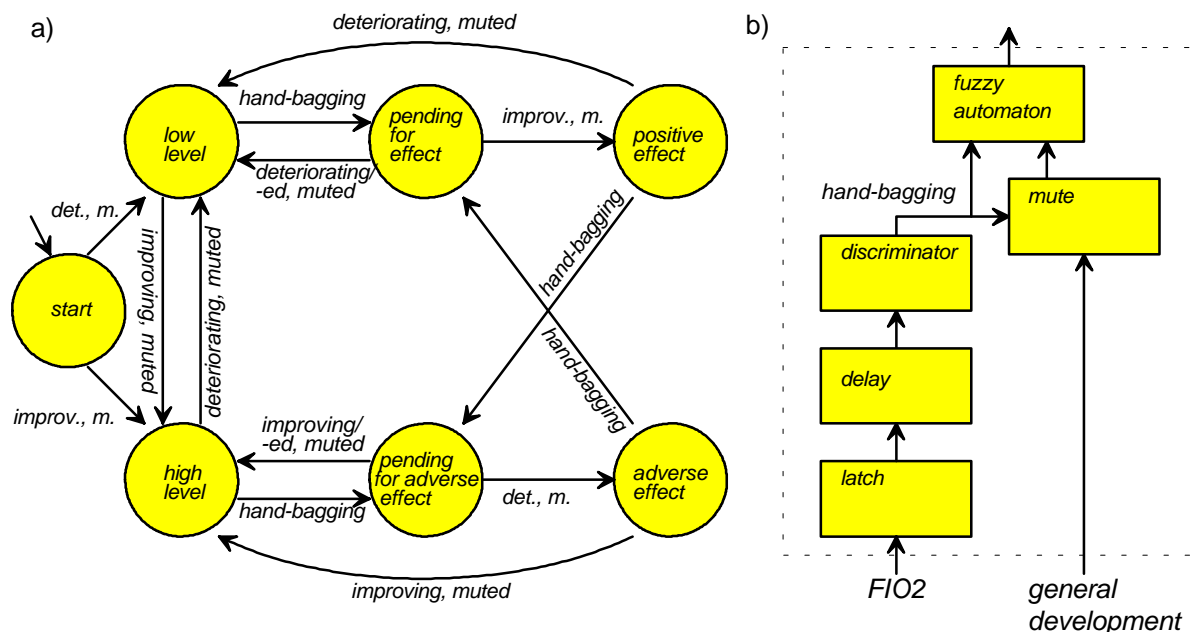 a)
deteriorating, muted
low
level
hand-bagging
deteriorating/
-ed, muted
pending
for
effect
improv., m.
positive
effect
det., m.
start
improv., m.
improving, muted
deteriorating, muted
hand-bagging
hand-bagging
high
level
improving/
-ed, muted
hand-bagging
pending
for adverse
effect
det., m.
adverse
effect
improving, muted
b)
fuzzy
automaton
hand-bagging
mute
discriminator
delay
latch
FIO2
general
development